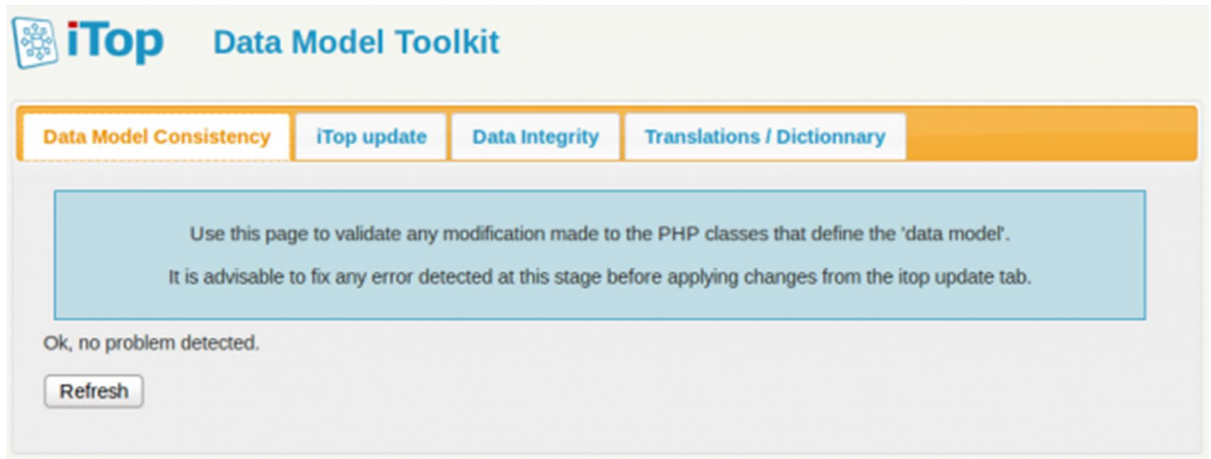 iTop Data Model Toolkit
Data Model Consistency iTop update Data Integrity Translations / Dictionnary
Use this page to validate any modification made to the PHP classes that define the 'data model'.
It is advisable to fix any error detected at this stage before applying changes from the itop update tab.
Ok, no problem detected.
Refresh